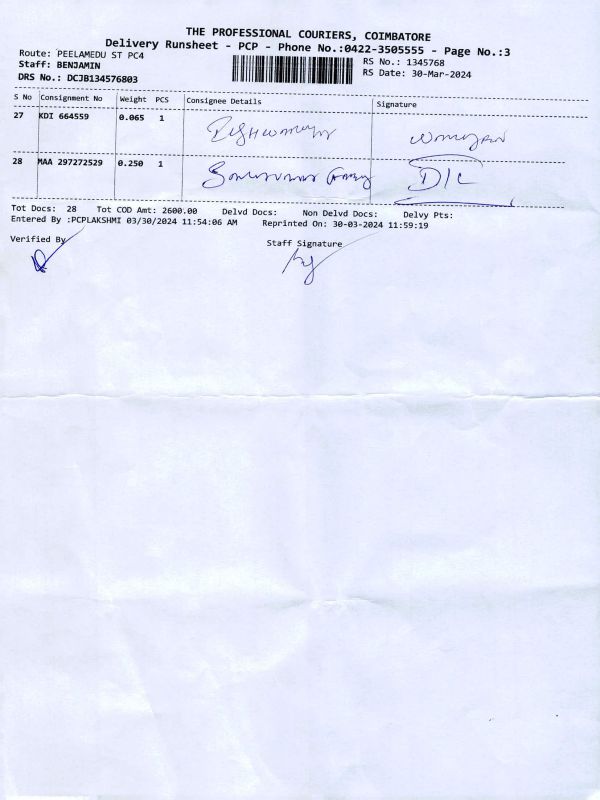 THE PROFESSIONAL COURIERS, COIMBATORE
Delivery Runsheet - PCP - Phone No.:0422-3505555 - Page No.:3
Route: PEELAMEDU ST PC4
RS No.: 1345768
Staff: BENJAMIN
RS Date: 30-Mar-2024
DRS No.: DCJB134576803
S No Consignment No Weight PCS Consignee Details Signature
27 KDI 664559 0.065 1
28 MAA 297272529 0.250 1 D/C
Tot Docs: 28 Tot COD Amt: 2600.00 Delvd Docs: Non Delvd Docs: Delvy Pts:
Entered By :PCPLAKSHMI 03/30/2024 11:54:06 AM Reprinted On: 30-03-2024 11:59:19
Verified By
Staff Signature